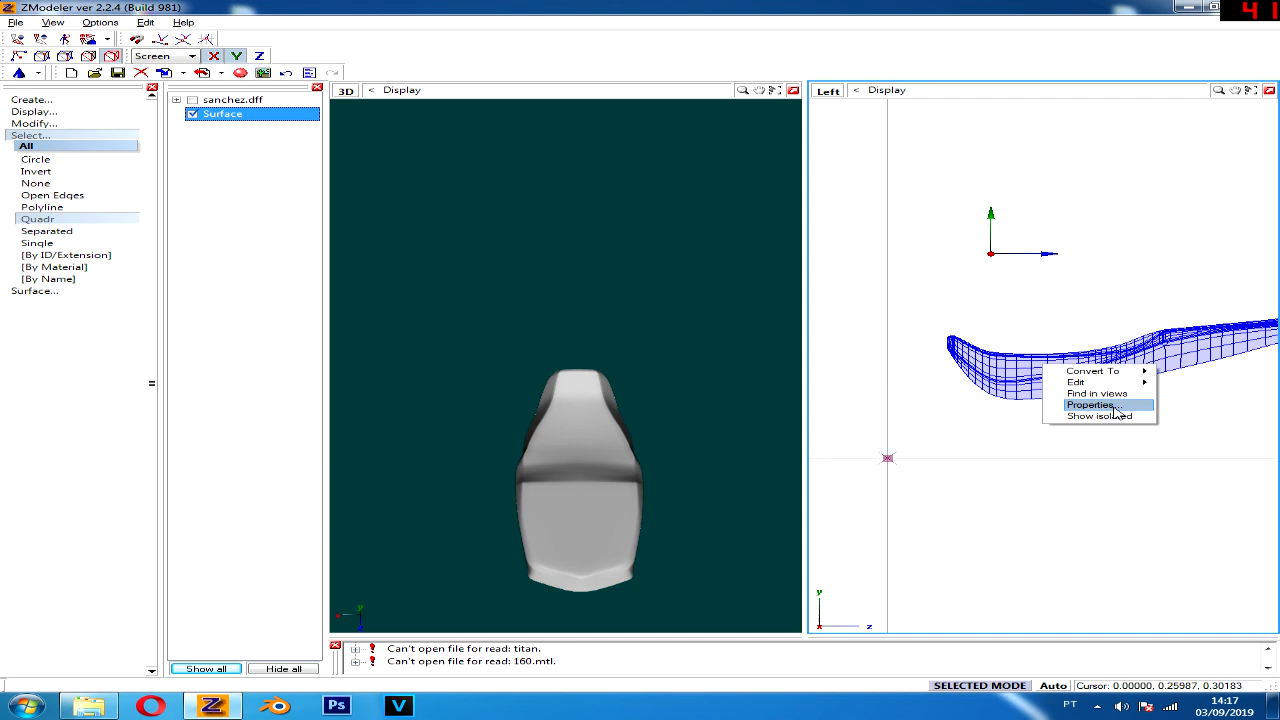 ZModeler ver 2.2.4 (Build 981)
41
File View Options Edit Help
Screen X Y Z
Create...
Display...
Modify...
Select...
All
Circle
Invert
None
Open Edges
Polyline
Quadr
Separated
Single
[By ID/Extension]
[By Material]
[By Name]
Surface...
sanchez.dff
Surface
Show all Hide all
3D < Display
Left < Display
Convert To
Edit
Find in views
Properties...
Show isolated
y
z
y
x z
Can't open file for read: titan.
Can't open file for read: 160.mtl.
SELECTED MODE Auto Cursor: 0.00000, 0.25987, 0.30183
Z Ps V
PT 14:17
03/09/2019